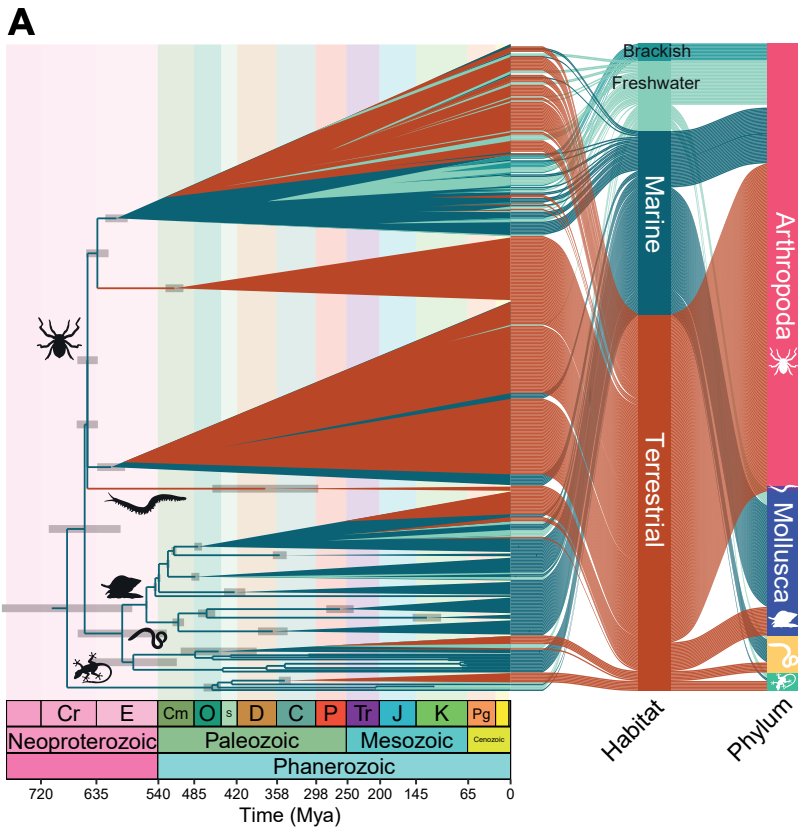 A
Brackish
Freshwater
Marine
Terrestrial
Arthropoda
Mollusca
Habitat
Phylum
Cr E Cm O S D C P Tr J K Pg
Neoproterozoic Paleozoic Mesozoic Cenozoic
Phanerozoic
720 635 540 485 420 358 298 250 200 145 65 0
Time (Mya)